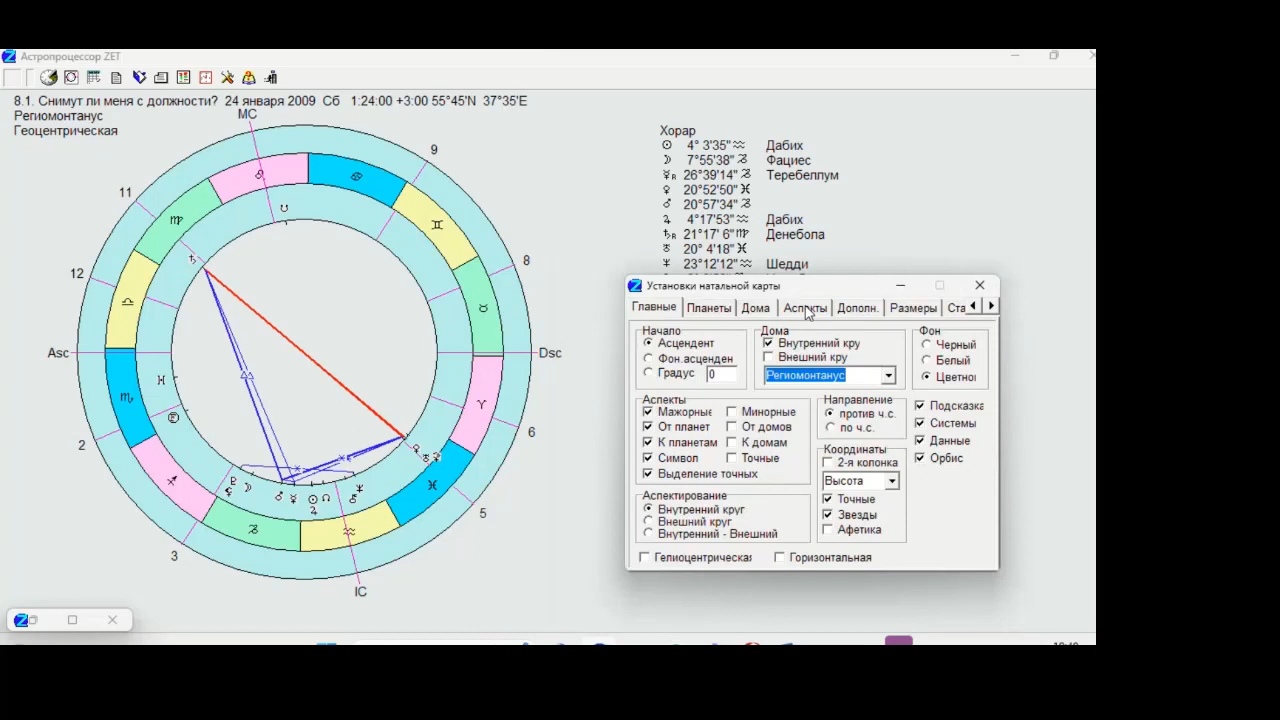 Астропроцессор ZET
8.1. Снимут ли меня с должности? 24 января 2009 Сб 1:24:00 +3:00 55°45'N 37°35'E
Региомонтанус
Геоцентрическая
MC
9
11
8
12
Asc
Dsc
2
6
5
3
IC
Хорар
☉ 4° 3'35"♒ Дабих
☽ 7°55'38"♑ Фациес
☿R 26°39'14"♑ Теребеллум
♀ 20°52'50"♓
♂ 20°57'34"♑
♃ 4°17'53"♒ Дабих
♄R 21°17' 6"♍ Денебола
♅ 20° 4'18"♓
♆ 23°12'12"♒ Шедди
Установки натальной карты
Главные Планеты Дома Аспекты Дополн. Размеры Ста
Начало
Асцендент
Фон.асценден
Градус 0
Дома
Внутренний кру
Внешний кру
Региомонтанус
Фон
Черный
Белый
Цветног
Аспекты
Мажорные Минорные
От планет От домов
К планетам К домам
Символ Точные
Выделение точных
Направление
против ч.с.
по ч.с.
Координаты
2-я колонка
Высота
Точные
Звезды
Афетика
Подсказка
Системы
Данные
Орбис
Аспектирование
Внутренний круг
Внешний круг
Внутренний - Внешний
Гелиоцентрическая Горизонтальная